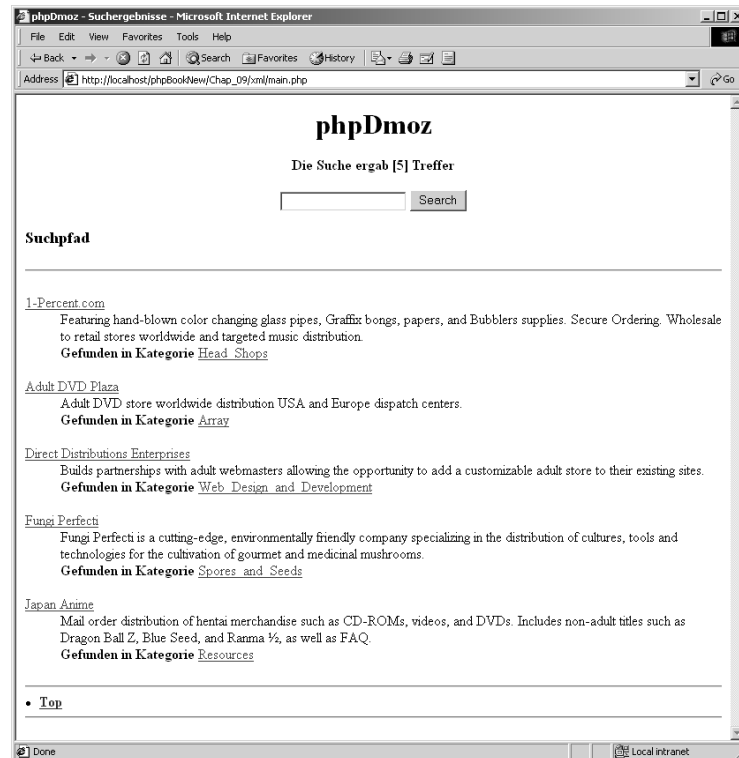 phpDmoz - Suchergebnisse - Microsoft Internet Explorer
File Edit View Favorites Tools Help
Back Search Favorites History
Address http://localhost/phpBookNew/Chap_09/xml/main.php Go
phpDmoz
Die Suche ergab [5] Treffer
Search
Suchpfad
1-Percent.com
Featuring hand-blown color changing glass pipes, Graffix bongs, papers, and Bubblers supplies. Secure Ordering. Wholesale
to retail stores worldwide and targeted music distribution.
Gefunden in Kategorie Head_Shops
Adult DVD Plaza
Adult DVD store worldwide distribution USA and Europe dispatch centers.
Gefunden in Kategorie Array
Direct Distributions Enterprises
Builds partnerships with adult webmasters allowing the opportunity to add a customizable adult store to their existing sites.
Gefunden in Kategorie Web_Design_and_Development
Fungi Perfecti
Fungi Perfecti is a cutting-edge, environmentally friendly company specializing in the distribution of cultures, tools and
technologies for the cultivation of gourmet and medicinal mushrooms.
Gefunden in Kategorie Spores_and_Seeds
Japan Anime
Mail order distribution of hentai merchandise such as CD-ROMs, videos, and DVDs. Includes non-adult titles such as
Dragon Ball Z, Blue Seed, and Ranma ½, as well as FAQ.
Gefunden in Kategorie Resources
• Top
Done Local intranet